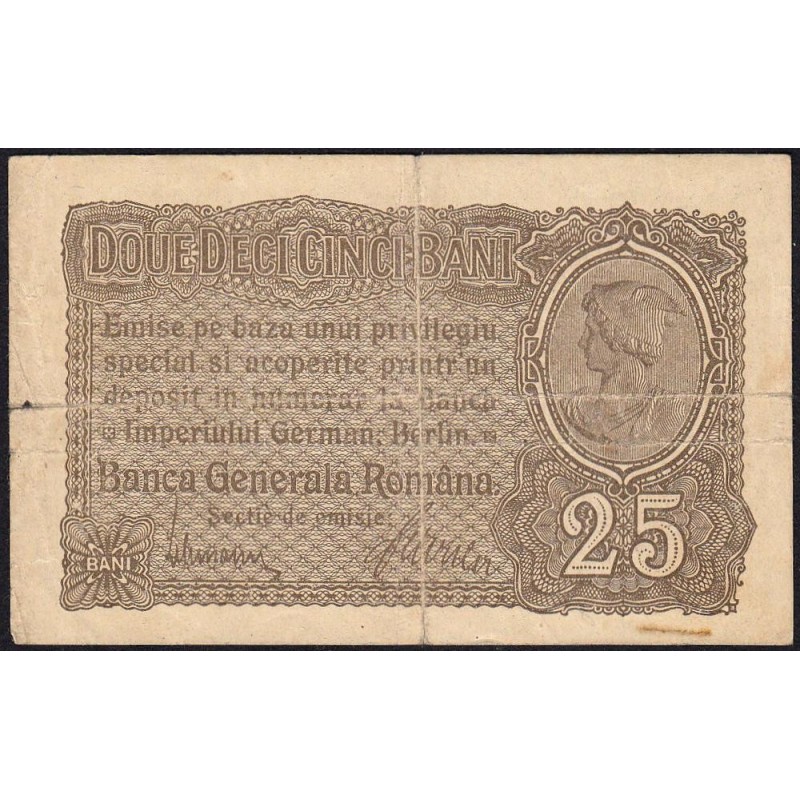 DOUE-DECI CINCI-BANI
Emise pe baza unui privilegiu
special si acoperite printr'un
deposit in numerar la Banca
Imperiului German, Berlin.
Banca Generala Româna.
Sectie de emisie:
25
BANI